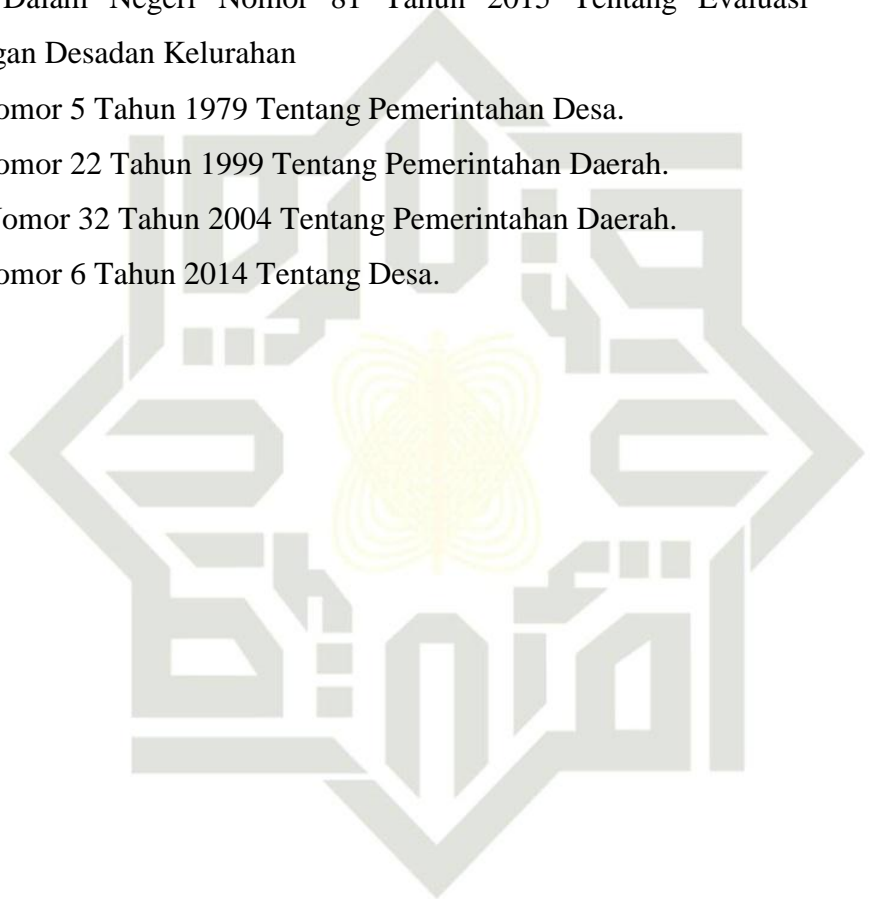 Dalam Negeri Nomor 81 Tahun 2015 Tentang Evaluasi
gan Desadan Kelurahan
omor 5 Tahun 1979 Tentang Pemerintahan Desa.
omor 22 Tahun 1999 Tentang Pemerintahan Daerah.
Nomor 32 Tahun 2004 Tentang Pemerintahan Daerah.
omor 6 Tahun 2014 Tentang Desa.